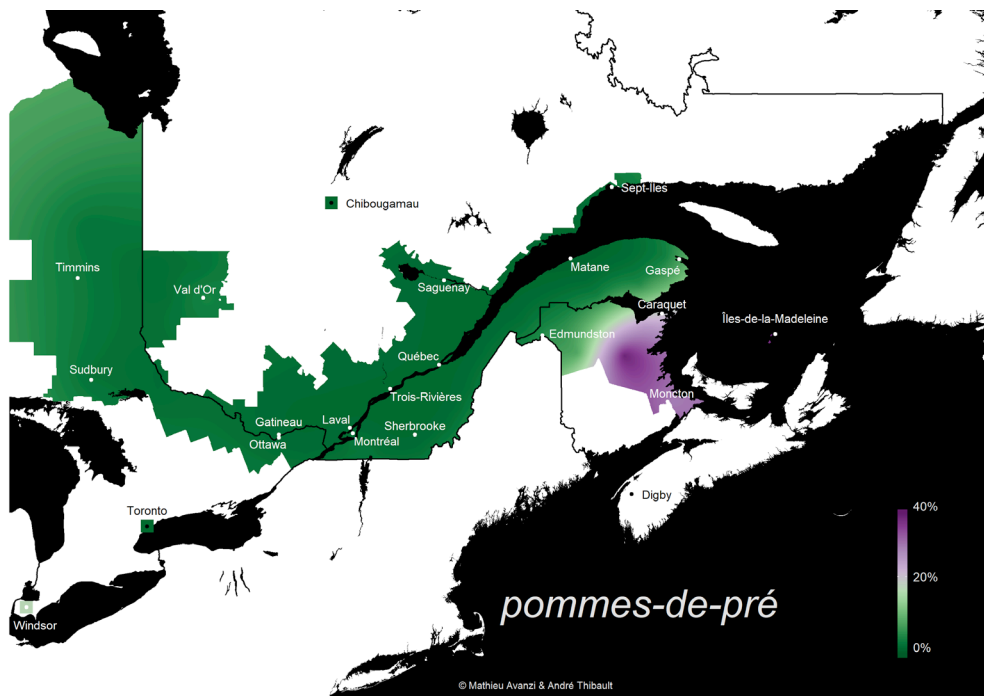 Sept-Iles
Chibougamau
Timmins
Matane
Gaspé
Val d'Or
Saguenay
Caraquet
Îles-de-la-Madeleine
Edmundston
Québec
Sudbury
Trois-Rivières
Moncton
Gatineau
Laval
Sherbrooke
Ottawa
Montréal
Digby
Toronto
40%
20%
pommes-de-pré
Windsor
0%
© Mathieu Avanzi & André Thibault